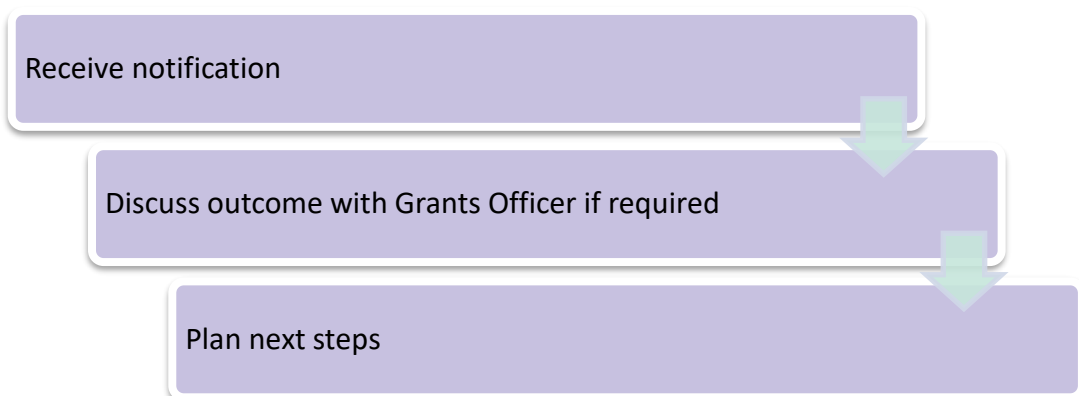 Receive notification
Discuss outcome with Grants Officer if required
Plan next steps